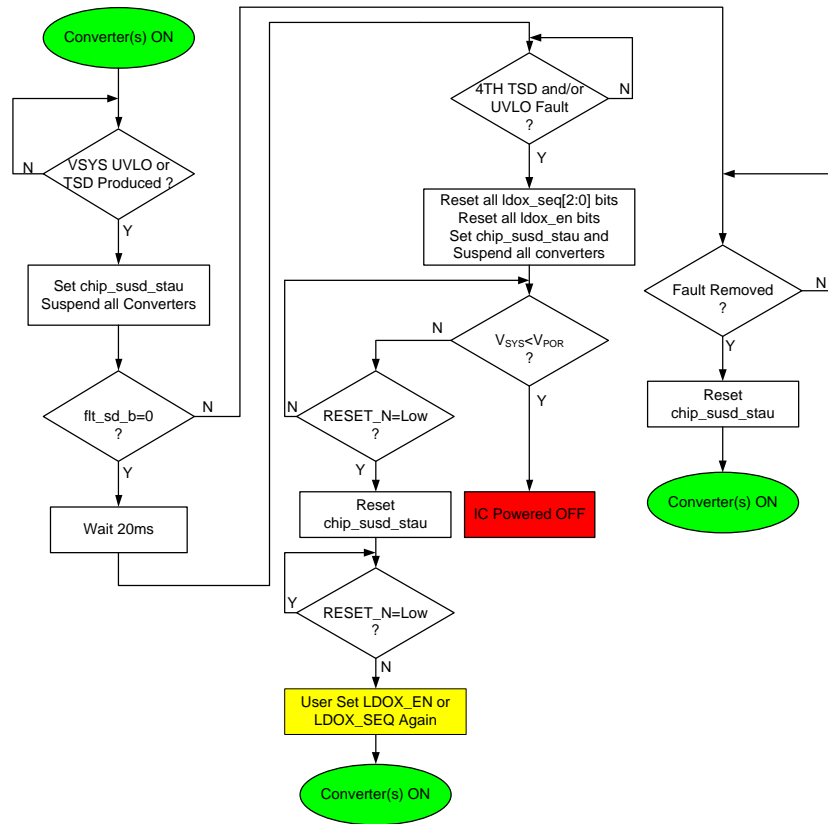 Converter(s) ON
VSYS UVLO or
TSD Produced ?
N
Y
Set chip_susd_stau
Suspend all Converters
flt_sd_b=0
?
N
Y
Wait 20ms
4TH TSD and/or
UVLO Fault
?
N
Y
Reset all ldox_seq[2:0] bits
Reset all ldox_en bits
Set chip_susd_stau and
Suspend all converters
VSYS<VPOR
?
N
Y
RESET_N=Low
?
N
Y
IC Powered OFF
Reset
chip_susd_stau
RESET_N=Low
?
Y
N
User Set LDOX_EN or
LDOX_SEQ Again
Converter(s) ON
Fault Removed
?
N
Y
Reset
chip_susd_stau
Converter(s) ON